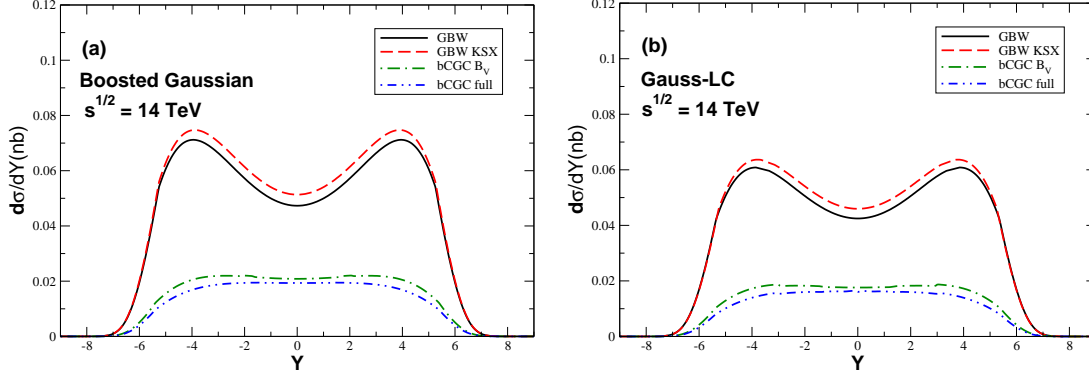 0.12
0.1
0.08
0.06
0.04
0.02
0
dσ/dY(nb)
(a)
Boosted Gaussian
s^{1/2} = 14 TeV
GBW
GBW KSX
bCGC B_V
bCGC full
-8 -6 -4 -2 0 2 4 6 8
Y
0.12
0.1
0.08
0.06
0.04
0.02
0
dσ/dY(nb)
(b)
Gauss-LC
s^{1/2} = 14 TeV
GBW
GBW KSX
bCGC B_V
bCGC full
-8 -6 -4 -2 0 2 4 6 8
Y